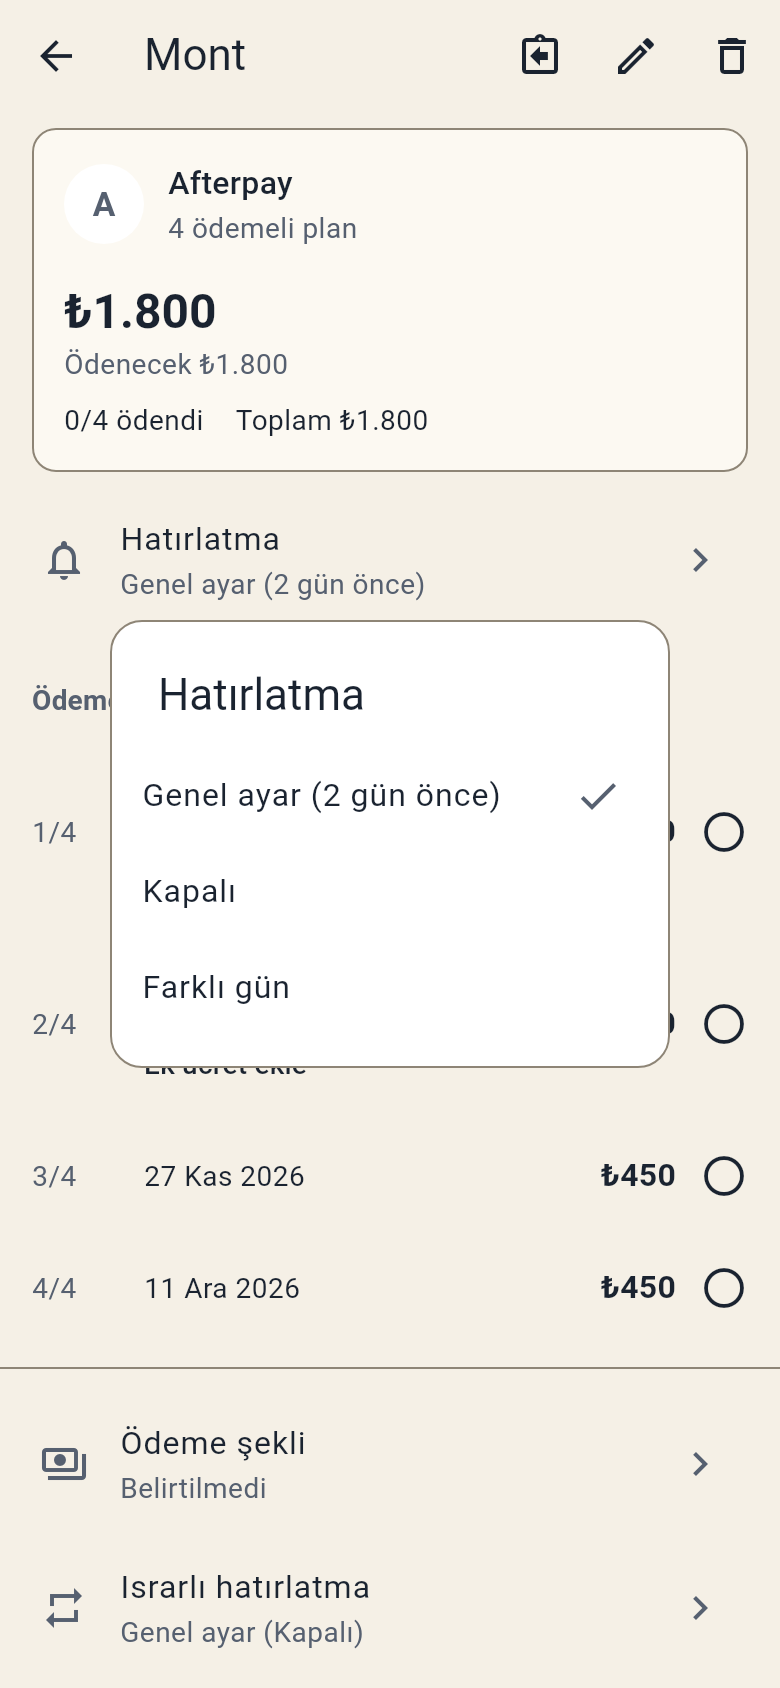 Mont
A
Afterpay
4 ödemeli plan
₺1.800
Ödenecek ₺1.800
0/4 ödendi Toplam ₺1.800
Hatırlatma
Genel ayar (2 gün önce)
Hatırlatma
Genel ayar (2 gün önce)
Kapalı
Farklı gün
1/4
2/4
3/4 27 Kas 2026 ₺450
4/4 11 Ara 2026 ₺450
Ödeme şekli
Belirtilmedi
Israrlı hatırlatma
Genel ayar (Kapalı)